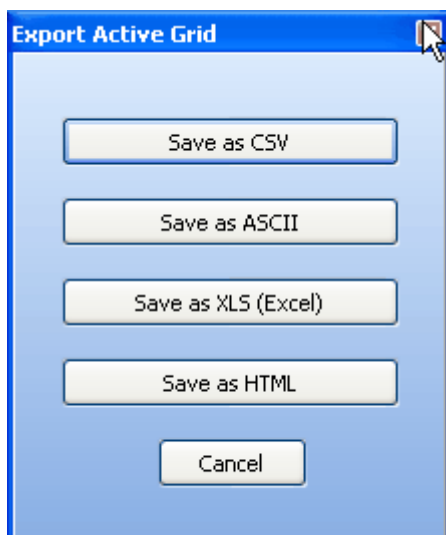 Export Active Grid
Save as CSV
Save as ASCII
Save as XLS (Excel)
Save as HTML
Cancel